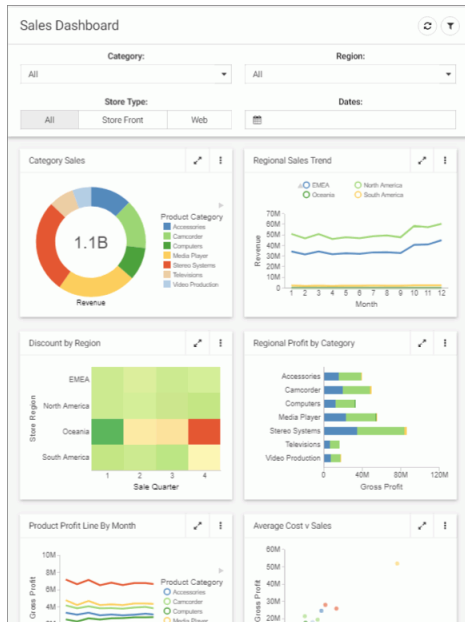 Sales Dashboard
Category:
Region:
All
All
Store Type:
Dates:
All Store Front Web
Category Sales
1.1B
Revenue
Product Category
Accessories
Camcorder
Computers
Media Player
Stereo Systems
Televisions
Video Production
Regional Sales Trend
EMEA North America
Oceania South America
Revenue
70M
60M
50M
40M
30M
20M
10M
0
1 2 3 4 5 6 7 8 9 10 11 12
Month
Discount by Region
Store Region
EMEA
North America
Oceania
South America
1 2 3 4
Sale Quarter
Regional Profit by Category
Accessories
Camcorder
Computers
Media Player
Stereo Systems
Televisions
Video Production
0 40M 80M 120M
Gross Profit
Product Profit Line By Month
Gross Profit
10M
8M
6M
4M
Product Category
Accessories
Camcorder
Computers
Media Player
Average Cost v Sales
Gross Profit
60M
50M
40M
30M
20M